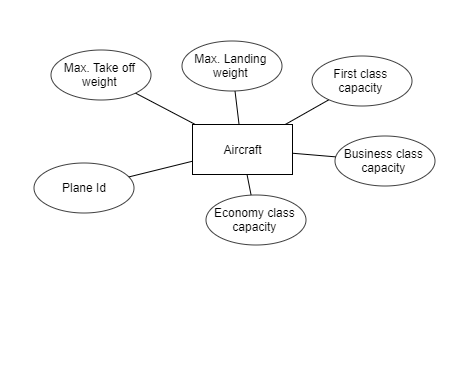 Max. Take off
weight
Max. Landing
weight
First class
capacity
Aircraft
Business class
capacity
Plane Id
Economy class
capacity